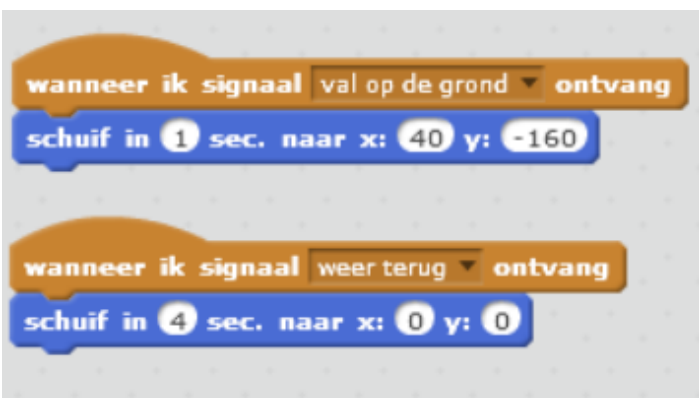 wanneer ik signaal val op de grond ontvang
schuif in 1 sec. naar x: 40 y: -160
wanneer ik signaal weer terug ontvang
schuif in 4 sec. naar x: 0 y: 0